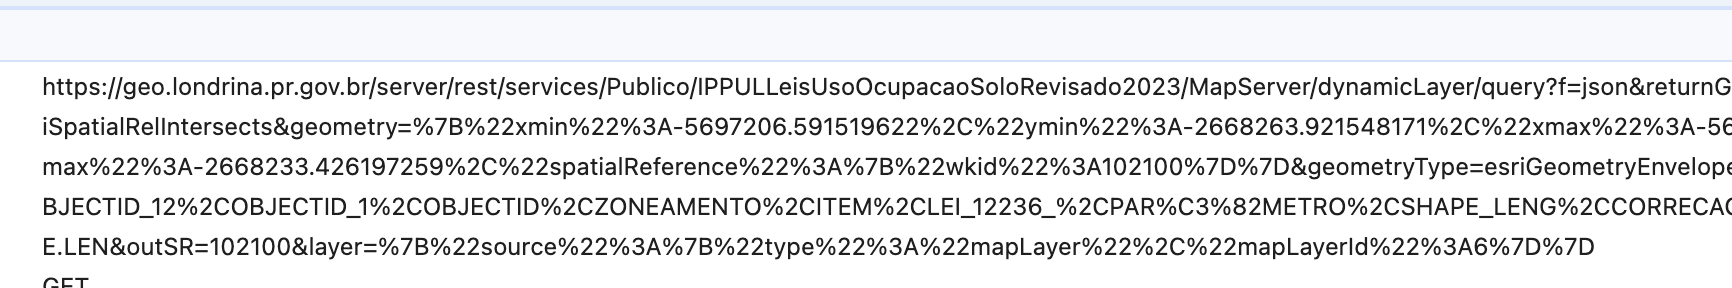 https://geo.londrina.pr.gov.br/server/rest/services/Publico/IPPULLeisUsoOcupacaoSoloRevisado2023/MapServer/dynamicLayer/query?f=json&returnG
iSpatialRelIntersects&geometry=%7B%22xmin%22%3A-5697206.591519622%2C%22ymin%22%3A-2668263.921548171%2C%22xmax%22%3A-56
max%22%3A-2668233.426197259%2C%22spatialReference%22%3A%7B%22wkid%22%3A102100%7D%7D&geometryType=esriGeometryEnvelope
BJECTID_12%2COBJECTID_1%2COBJECTID%2CZONEAMENTO%2CITEM%2CLEI_12236_%2CPAR%C3%82METRO%2CSHAPE_LENG%2CCORRECAO
E.LEN&outSR=102100&layer=%7B%22source%22%3A%7B%22type%22%3A%22mapLayer%22%2C%22mapLayerId%22%3A6%7D%7D
GET